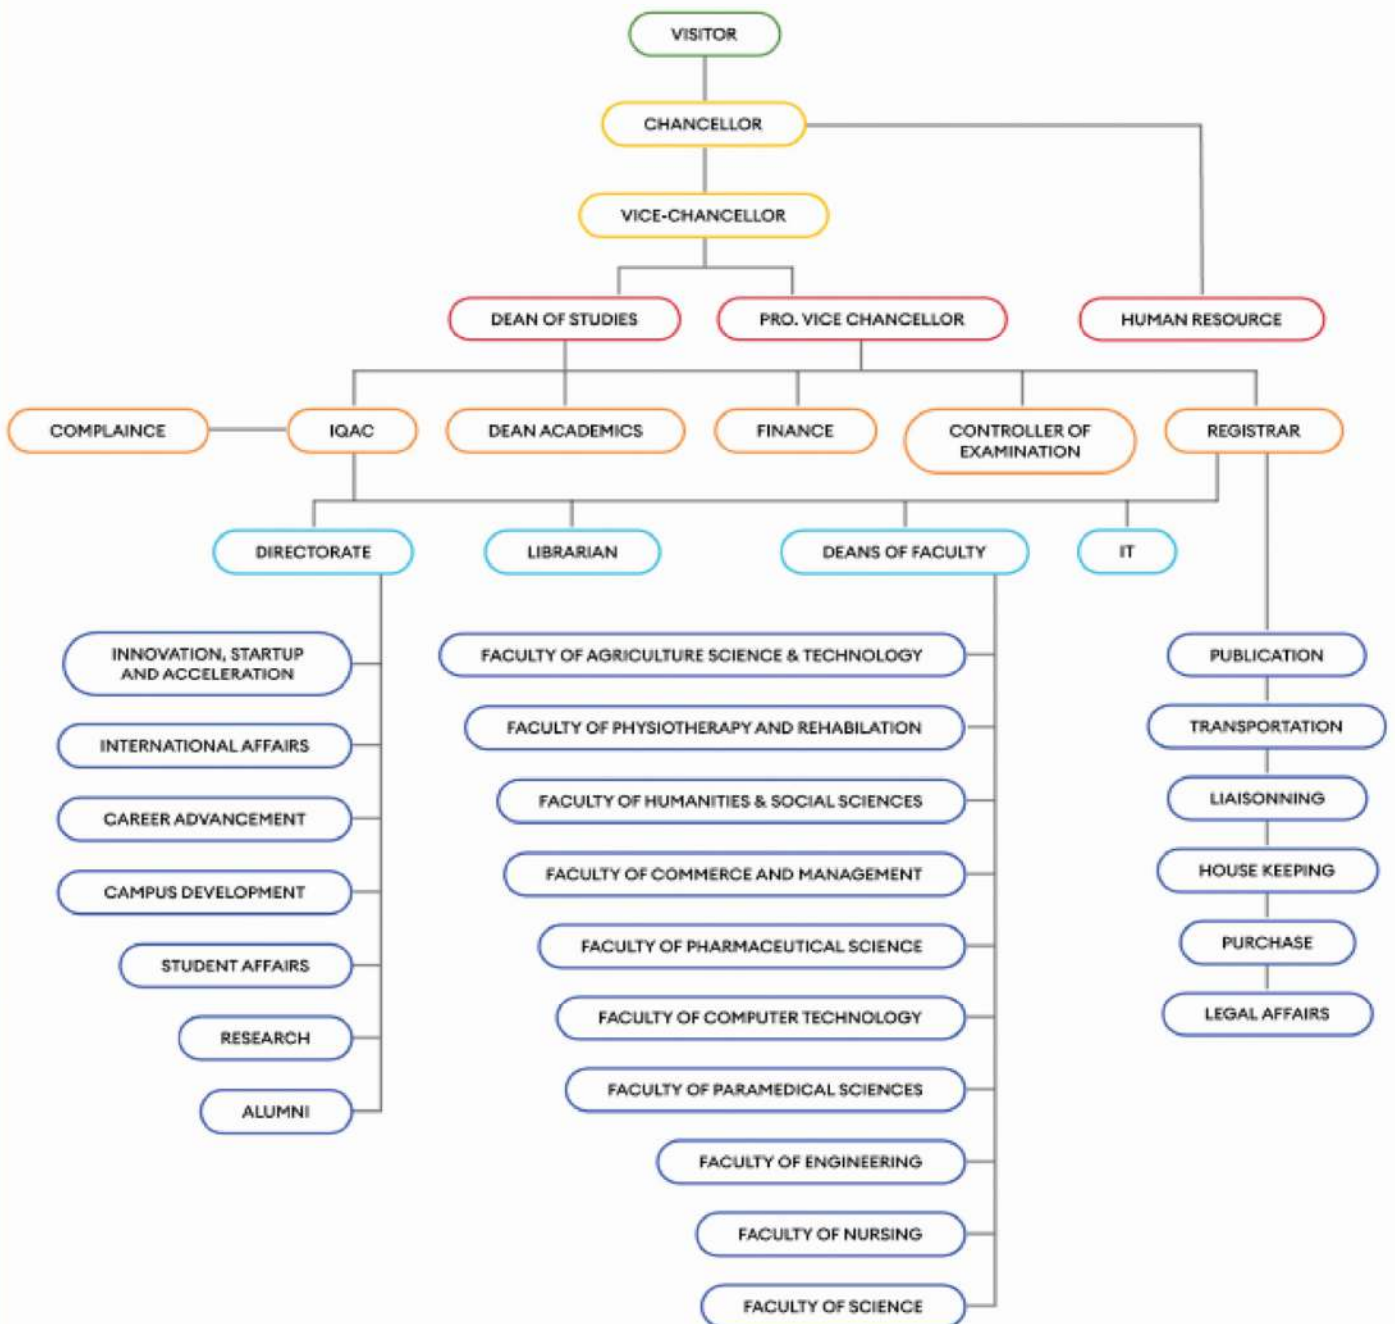 VISITOR
CHANCELLOR
VICE-CHANCELLOR
DEAN OF STUDIES
PRO. VICE CHANCELLOR
HUMAN RESOURCE
COMPLAINCE
IQAC
DEAN ACADEMICS
FINANCE
CONTROLLER OF
EXAMINATION
REGISTRAR
DIRECTORATE
LIBRARIAN
DEANS OF FACULTY
IT
INNOVATION, STARTUP
AND ACCELERATION
INTERNATIONAL AFFAIRS
CAREER ADVANCEMENT
CAMPUS DEVELOPMENT
STUDENT AFFAIRS
RESEARCH
ALUMNI
FACULTY OF AGRICULTURE SCIENCE & TECHNOLOGY
FACULTY OF PHYSIOTHERAPY AND REHABILATION
FACULTY OF HUMANITIES & SOCIAL SCIENCES
FACULTY OF COMMERCE AND MANAGEMENT
FACULTY OF PHARMACEUTICAL SCIENCE
FACULTY OF COMPUTER TECHNOLOGY
FACULTY OF PARAMEDICAL SCIENCES
FACULTY OF ENGINEERING
FACULTY OF NURSING
FACULTY OF SCIENCE
PUBLICATION
TRANSPORTATION
LIAISONNING
HOUSE KEEPING
PURCHASE
LEGAL AFFAIRS